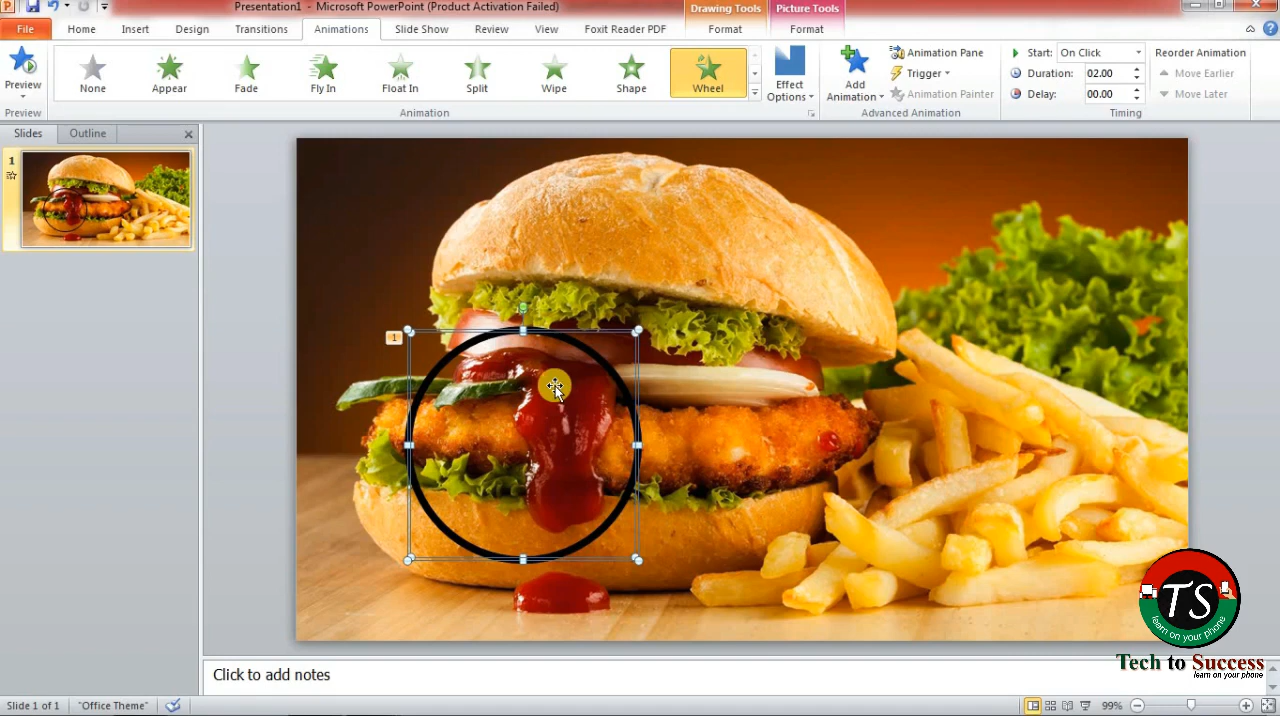 Presentation1 - Microsoft PowerPoint (Product Activation Failed)
Drawing Tools
Picture Tools
File
Home
Insert
Design
Transitions
Animations
Slide Show
Review
View
Foxit Reader PDF
Format
Format
Preview
None
Appear
Fade
Fly In
Float In
Split
Wipe
Shape
Wheel
Effect Options
Add Animation
Animation Pane
Trigger
Animation Painter
Start: On Click
Duration: 02.00
Delay: 00.00
Reorder Animation
Move Earlier
Move Later
Preview
Animation
Advanced Animation
Timing
Slides
Outline
1
1
TS
learn on your phone
Tech to Success
learn on your phone
Click to add notes
Slide 1 of 1
"Office Theme"
99%